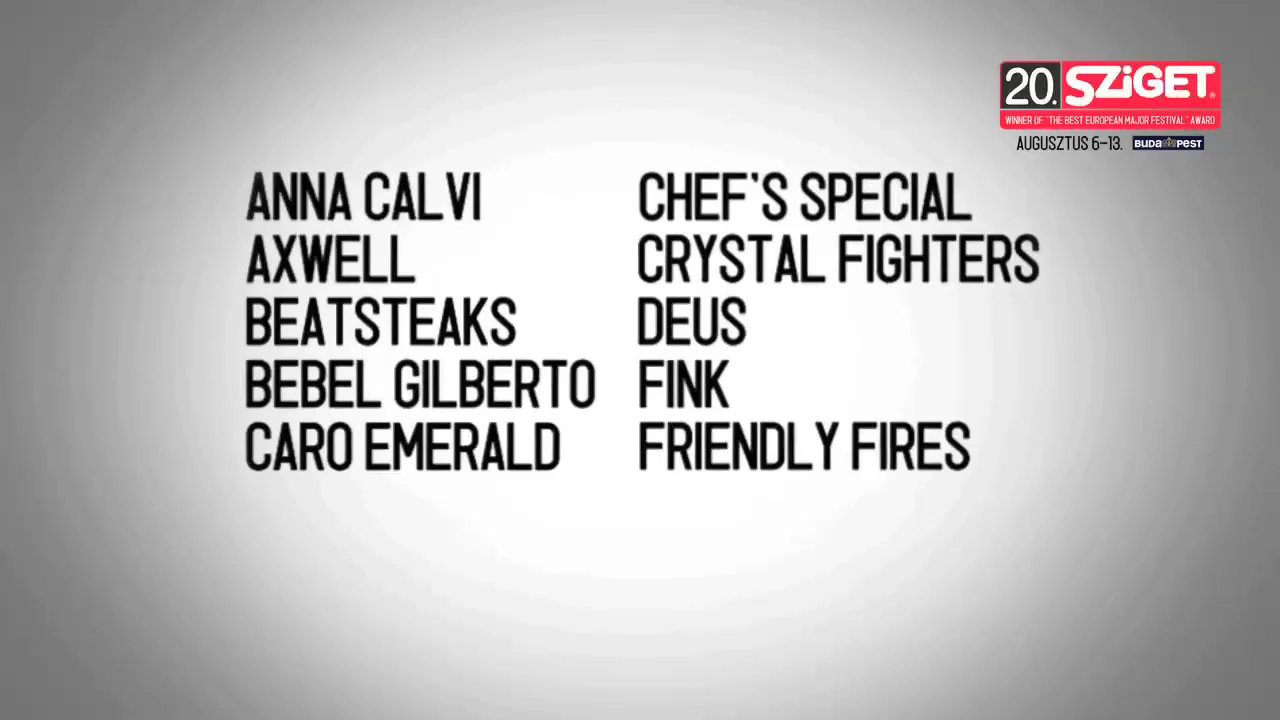 20. SZiGET®
WINNER OF "THE BEST EUROPEAN MAJOR FESTIVAL" AWARD
AUGUSZTUS 6-13. BUDAPEST
ANNA CALVI
AXWELL
BEATSTEAKS
BEBEL GILBERTO
CARO EMERALD
CHEF'S SPECIAL
CRYSTAL FIGHTERS
DEUS
FINK
FRIENDLY FIRES